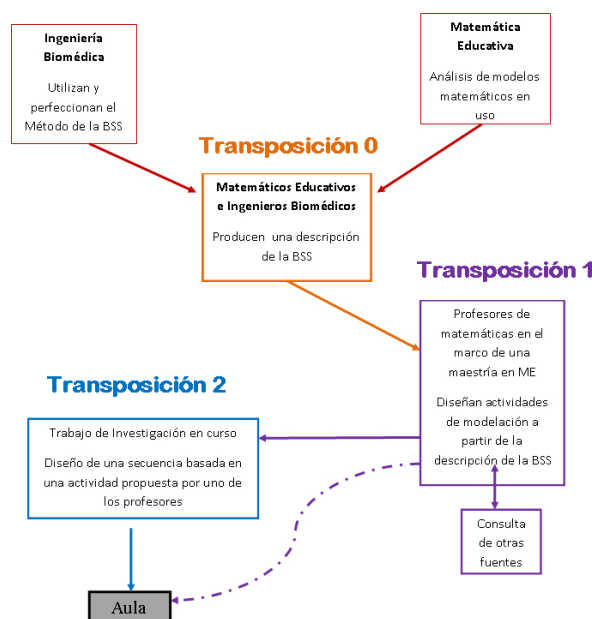 Ingeniería
Biomédica
Utilizan y
perfeccionan el
Método de la BSS
Matemática
Educativa
Análisis de modelos
matemáticos en
uso
Transposición 0
Matemáticos Educativos
e Ingenieros Biomédicos
Producen una descripción
de la BSS
Transposición 1
Profesores de
matemáticas en el
marco de una
maestría en ME
Diseñan actividades
de modelación a
partir de la
descripción de la BSS
Transposición 2
Trabajo de Investigación en curso
Diseño de una secuencia basada en
una actividad propuesta por uno de
los profesores
Consulta
de otras
fuentes
Aula